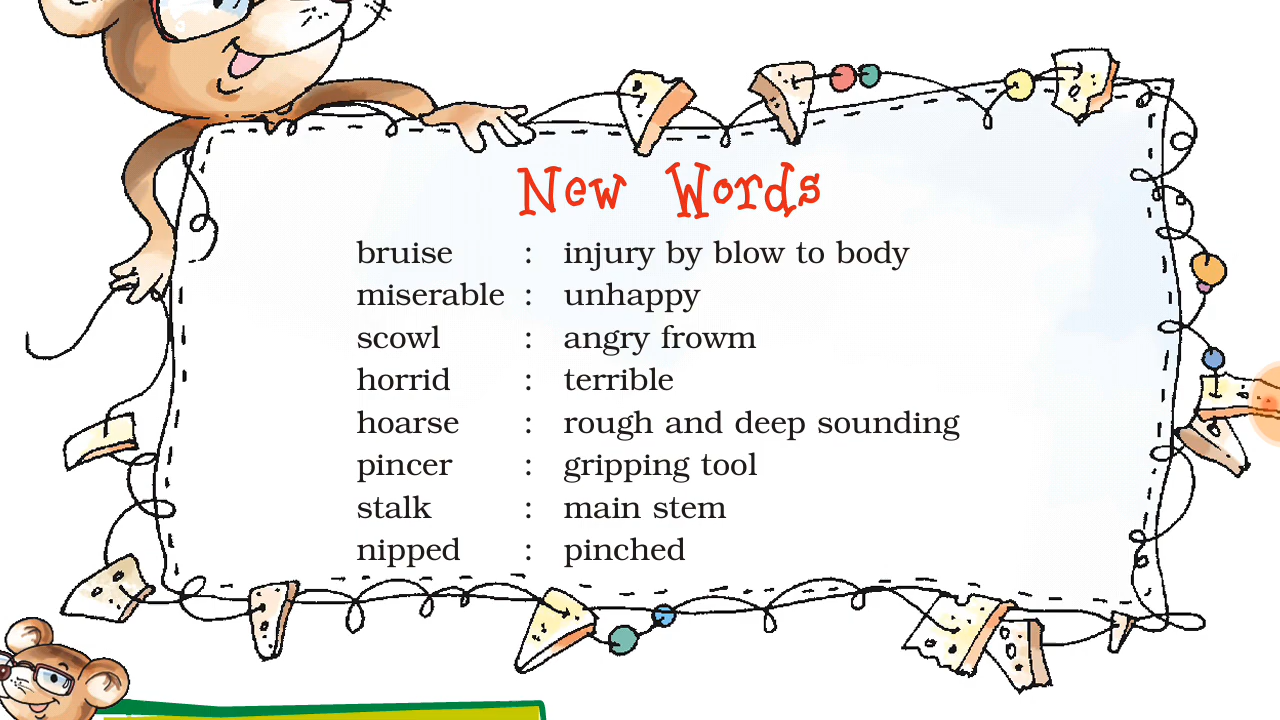 New Words
bruise : injury by blow to body
miserable : unhappy
scowl : angry frowm
horrid : terrible
hoarse : rough and deep sounding
pincer : gripping tool
stalk : main stem
nipped : pinched